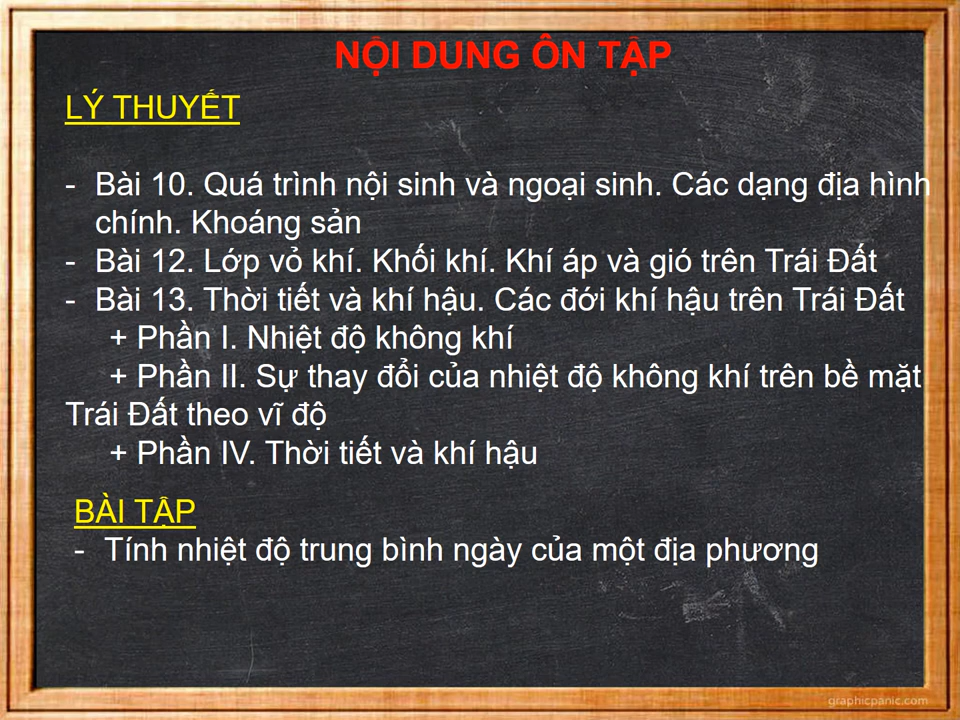 NỘI DUNG ÔN TẬP
LÝ THUYẾT
- Bài 10. Quá trình nội sinh và ngoại sinh. Các dạng địa hình
chính. Khoáng sản
- Bài 12. Lớp vỏ khí. Khối khí. Khí áp và gió trên Trái Đất
- Bài 13. Thời tiết và khí hậu. Các đới khí hậu trên Trái Đất
+ Phần I. Nhiệt độ không khí
+ Phần II. Sự thay đổi của nhiệt độ không khí trên bề mặt
Trái Đất theo vĩ độ
+ Phần IV. Thời tiết và khí hậu
BÀI TẬP
- Tính nhiệt độ trung bình ngày của một địa phương
graphicpanic.com